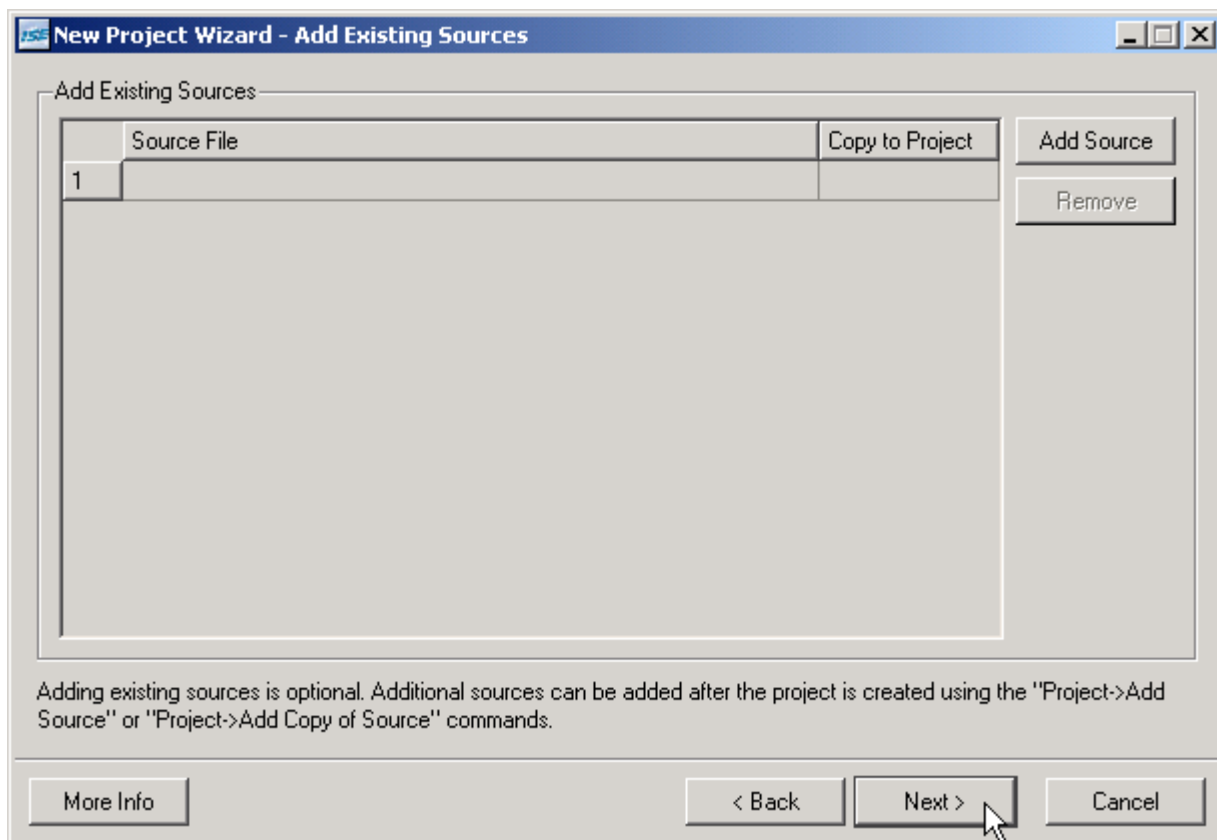 ISE New Project Wizard - Add Existing Sources
Add Existing Sources
Source File Copy to Project
Add Source
1
Remove
Adding existing sources is optional. Additional sources can be added after the project is created using the "Project->Add
Source" or "Project->Add Copy of Source" commands.
More Info < Back Next > Cancel